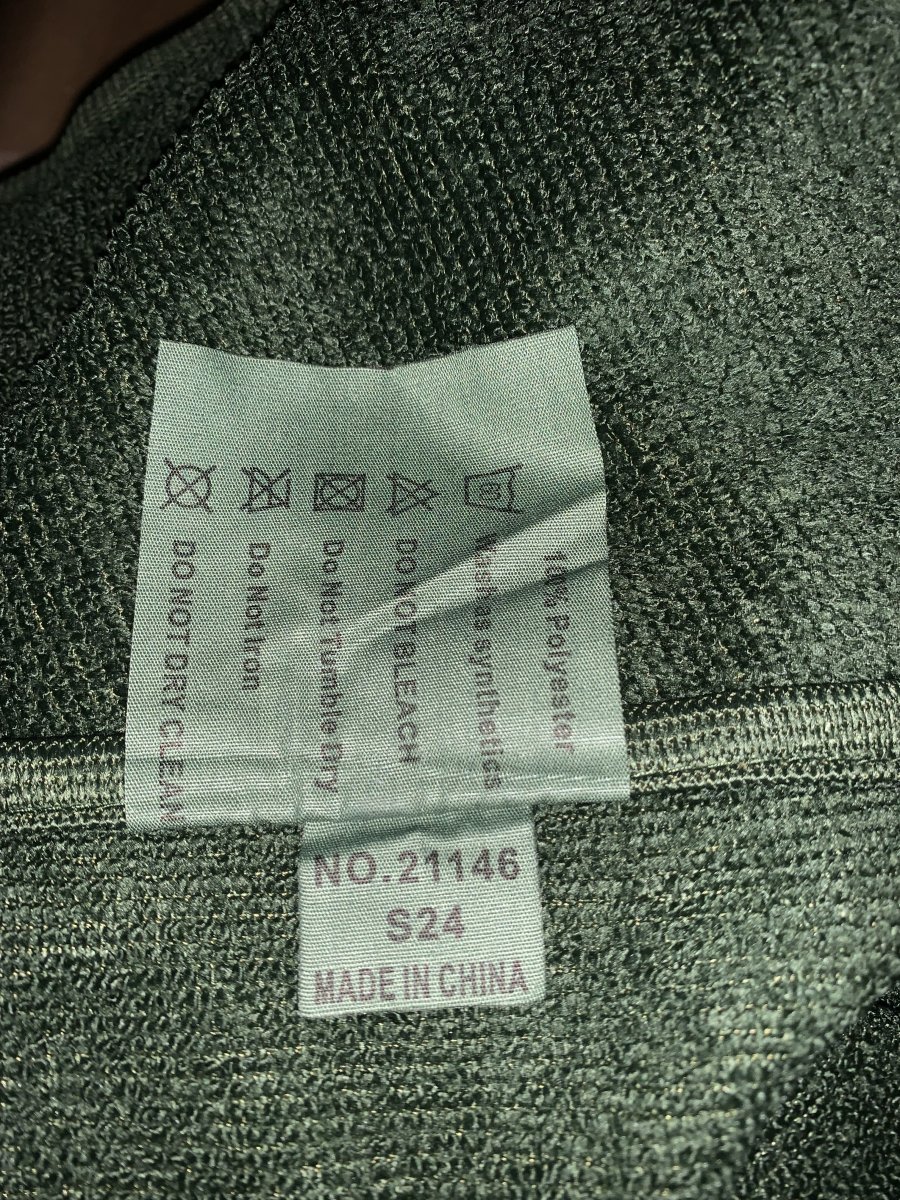 100% Polyester
Wash as synthetics
DO NOT BLEACH
Do Not Tumble Dry
Do Not Iron
DO NOT DRY CLEAN
NO.21146
S24
MADE IN CHINA